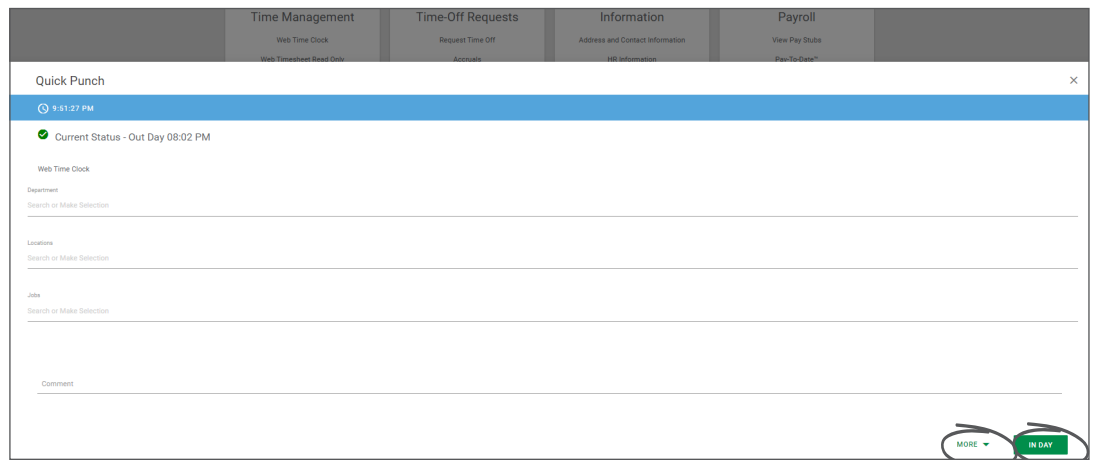 Time Management Time-Off Requests Information Payroll
Web Time Clock Request Time Off Address and Contact Information View Pay Stubs
Web Timesheet Read Only Accruals HR Information Pay-To-Date™
Quick Punch
9:51:27 PM
Current Status - Out Day 08:02 PM
Web Time Clock
Department
Search or Make Selection
Locations
Search or Make Selection
Jobs
Search or Make Selection
Comment
MORE IN DAY